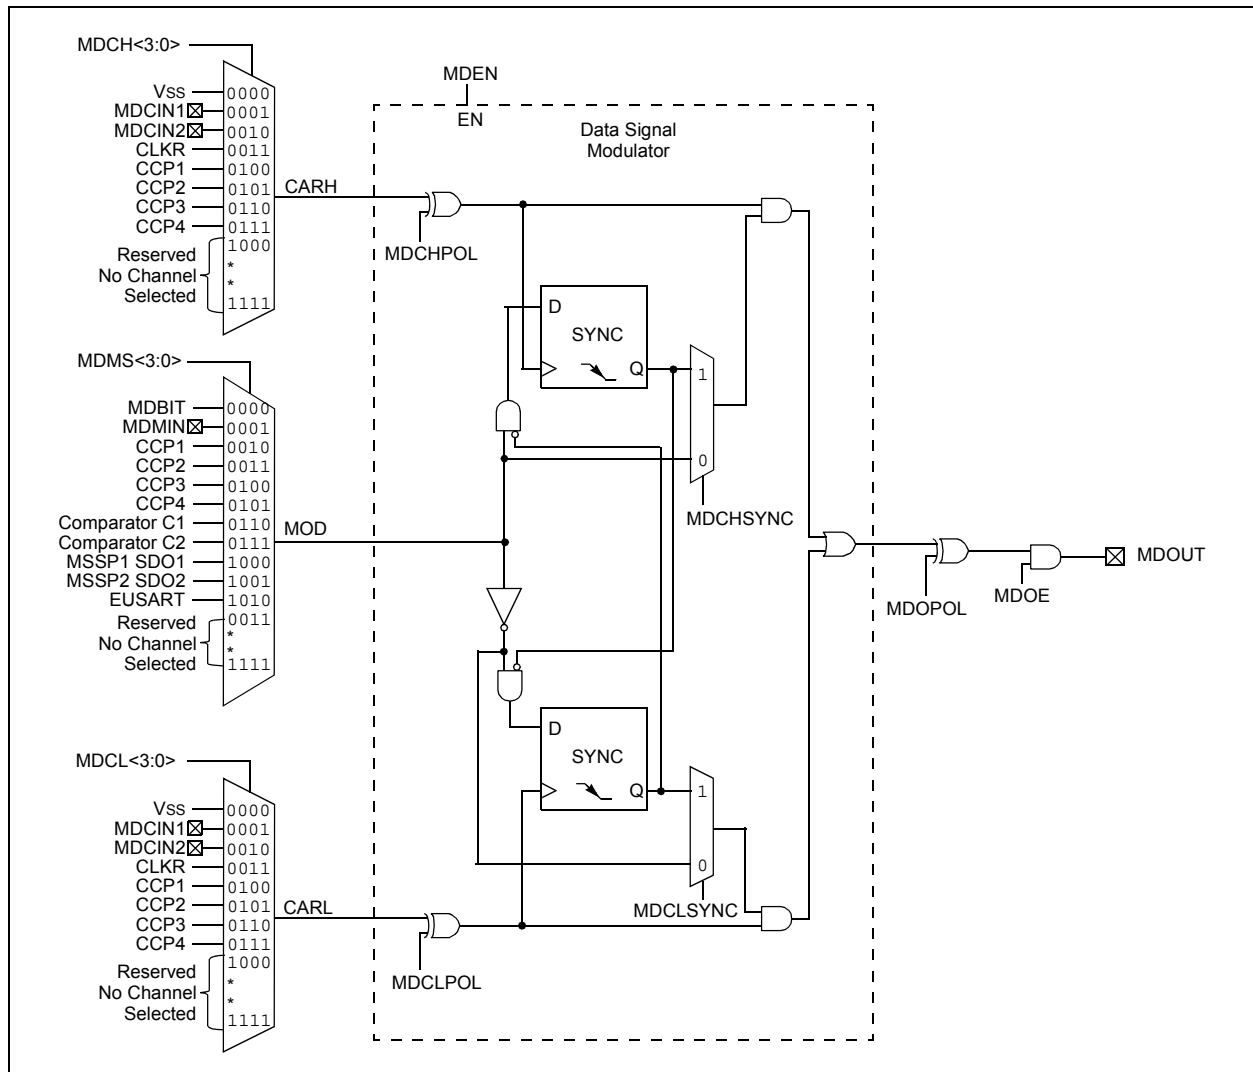 MDCH<3:0>
VSS 0000
MDCIN1 0001
MDCIN2 0010
CLKR 0011
CCP1 0100
CCP2 0101
CCP3 0110
CCP4 0111
Reserved
No Channel
Selected
1000
*
*
1111
CARH
MDMS<3:0>
MDBIT 0000
MDMIN 0001
CCP1 0010
CCP2 0011
CCP3 0100
CCP4 0101
Comparator C1 0110
Comparator C2 0111
MSSP1 SDO1 1000
MSSP2 SDO2 1001
EUSART 1010
Reserved
No Channel
Selected
0011
*
*
1111
MOD
MDCL<3:0>
VSS 0000
MDCIN1 0001
MDCIN2 0010
CLKR 0011
CCP1 0100
CCP2 0101
CCP3 0110
CCP4 0111
Reserved
No Channel
Selected
1000
*
*
1111
CARL
MDEN
EN
Data Signal
Modulator
MDCHPOL
D
SYNC
Q
1
0
MDCHSYNC
D
SYNC
Q
1
0
MDCLSYNC
MDCLPOL
MDOPOL
MDOE
MDOUT